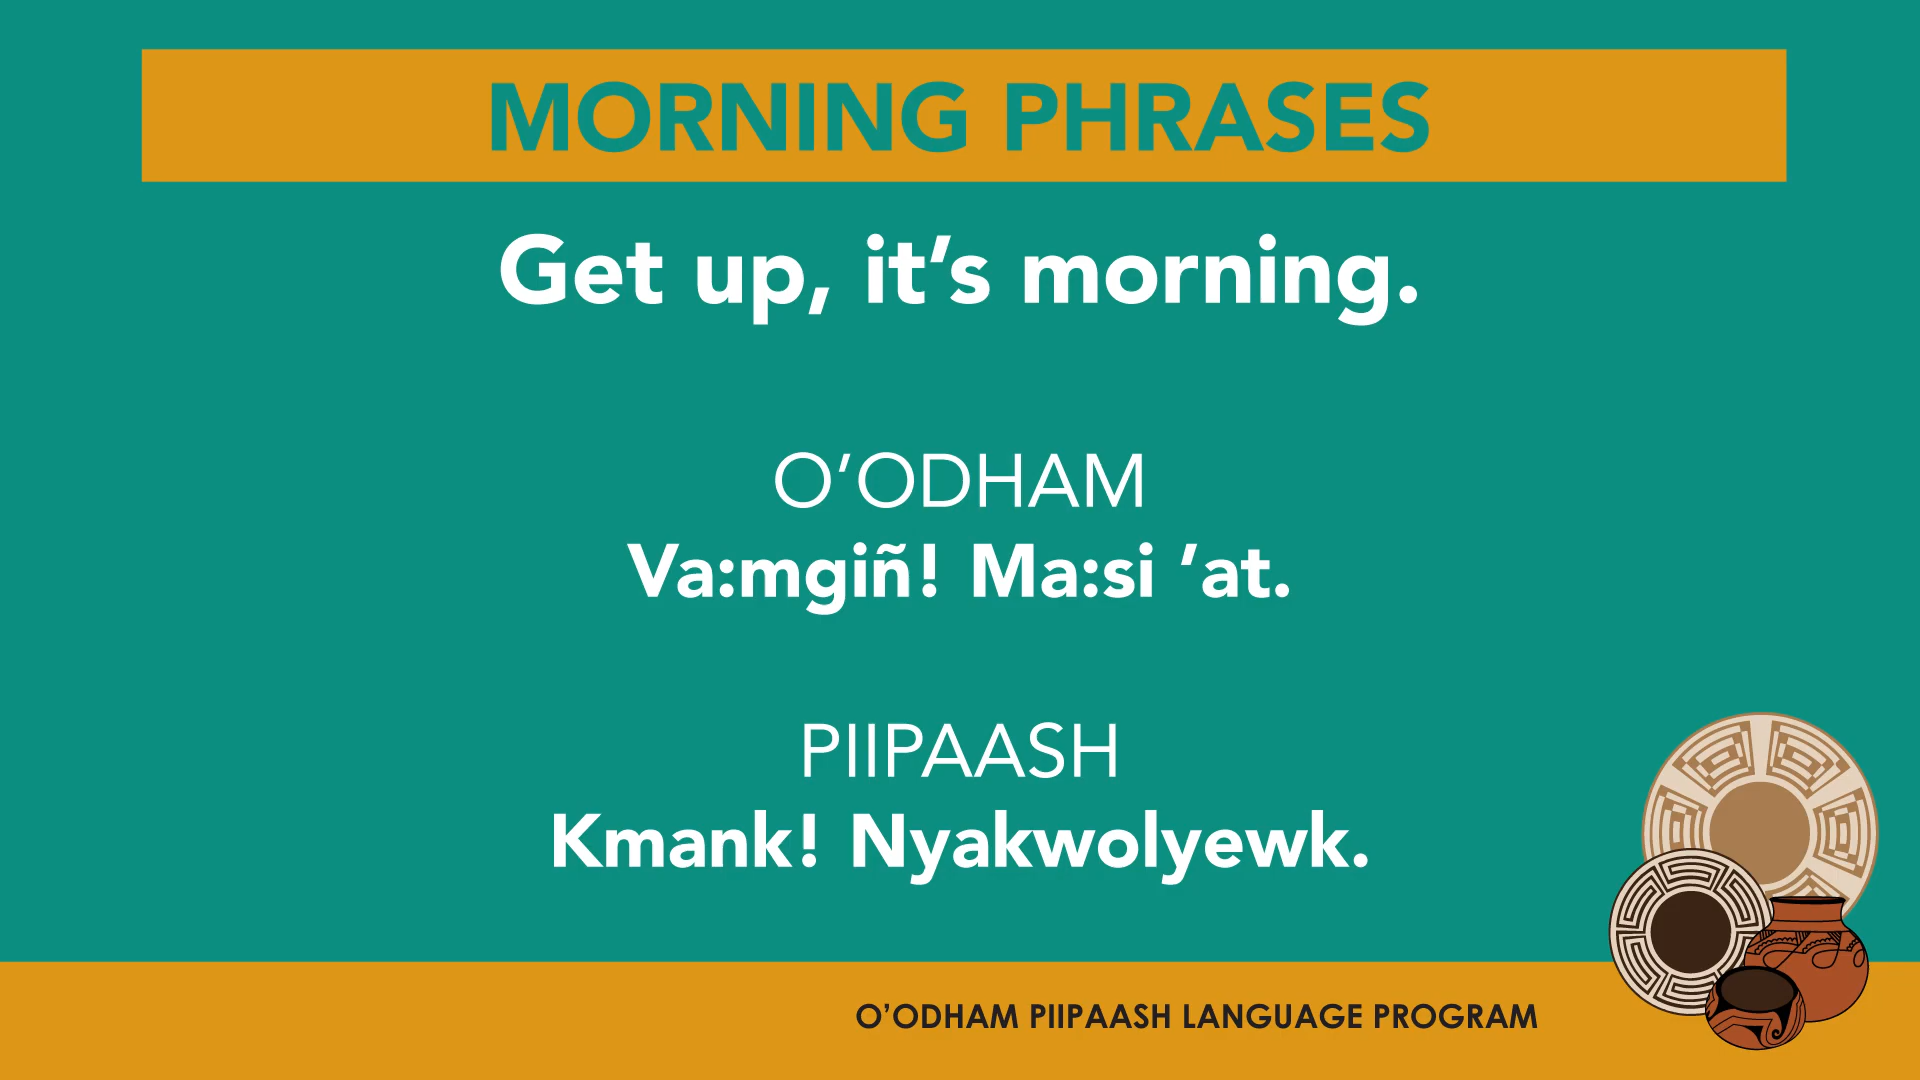 MORNING PHRASES
Get up, it’s morning.
O’ODHAM
Va:mgiñ! Ma:si ’at.
PIIPAASH
Kmank! Nyakwolyewk.
O’ODHAM PIIPAASH LANGUAGE PROGRAM